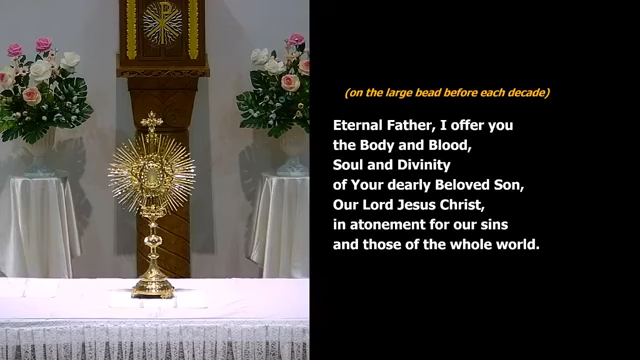 (on the large bead before each decade)
Eternal Father, I offer you
the Body and Blood,
Soul and Divinity
of Your dearly Beloved Son,
Our Lord Jesus Christ,
in atonement for our sins
and those of the whole world.